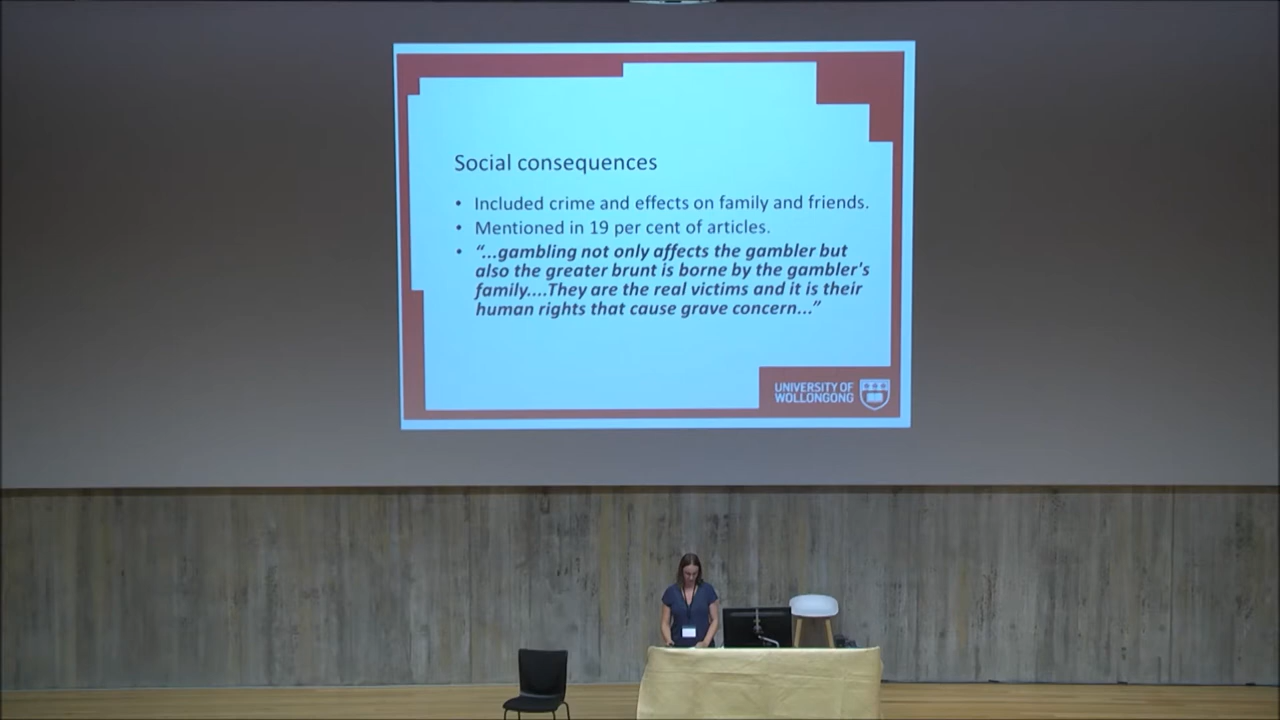 Social consequences
• Included crime and effects on family and friends.
• Mentioned in 19 per cent of articles.
• “...gambling not only affects the gambler but
also the greater brunt is borne by the gambler's
family....They are the real victims and it is their
human rights that cause grave concern...”
UNIVERSITY OF
WOLLONGONG